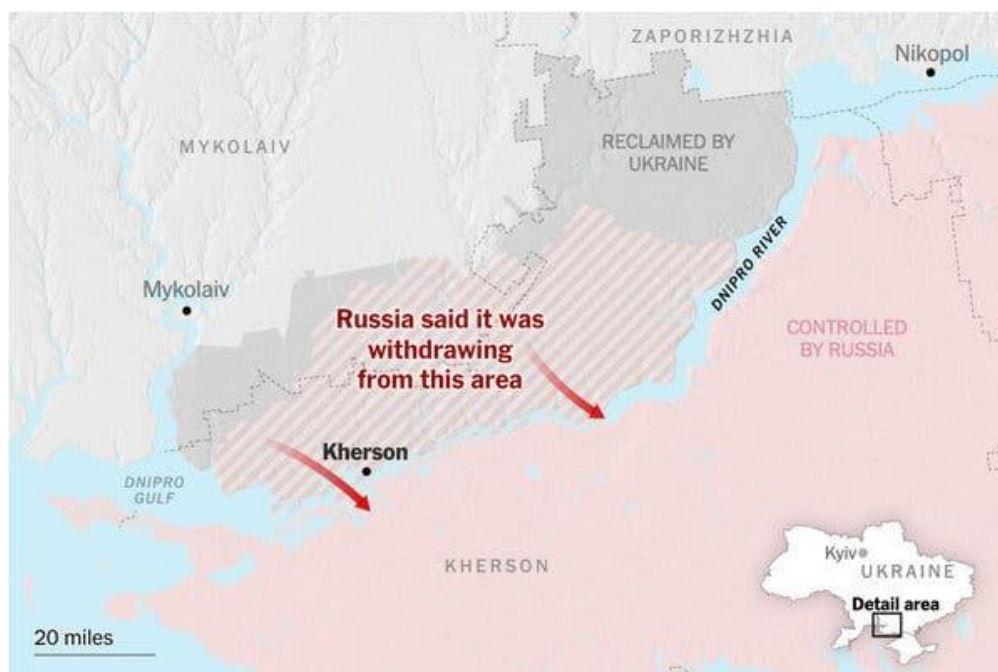 ZAPORIZHZHIA
Nikopol
MYKOLAIV
RECLAIMED BY
UKRAINE
DNIPRO RIVER
Mykolaiv
Russia said it was
withdrawing
from this area
CONTROLLED
BY RUSSIA
Kherson
DNIPRO
GULF
KHERSON
Kyiv
UKRAINE
Detail area
20 miles